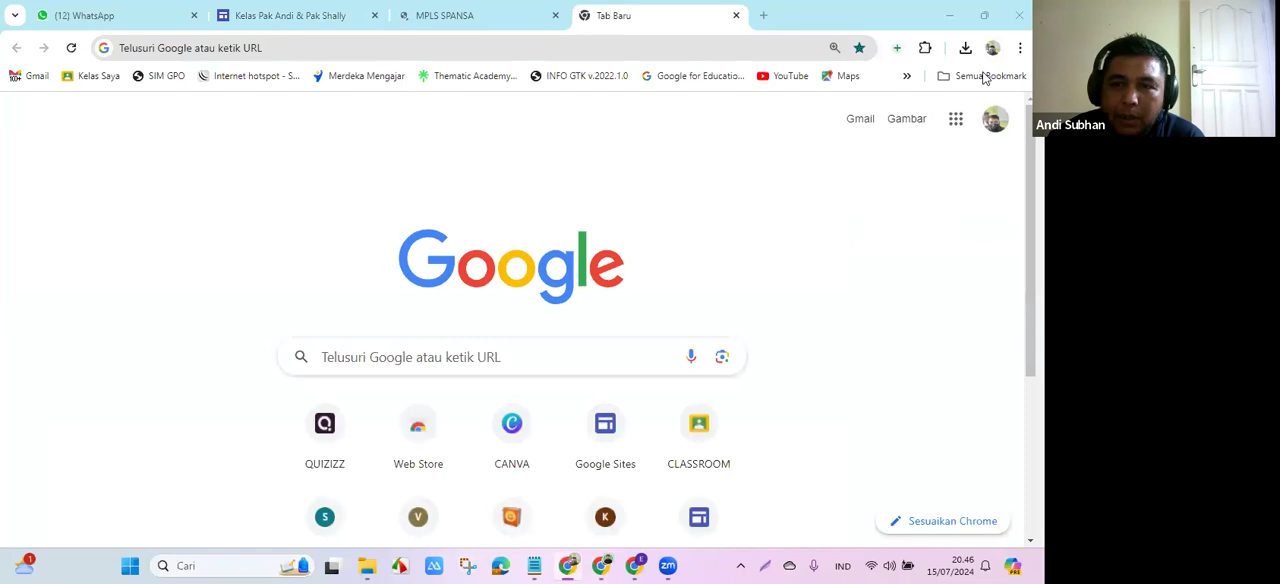 (12) WhatsApp
Kelas Pak Andi & Pak Shally
MPLS SPANSA
Tab Baru
Telusuri Google atau ketik URL
Gmail
Kelas Saya
SIM GPO
Internet hotspot - S...
Merdeka Mengajar
Thematic Academy...
INFO GTK v.2022.1.0
Google for Educatio...
YouTube
Maps
Semua Bookmark
Andi Subhan
Gmail
Gambar
Google
Telusuri Google atau ketik URL
QUIZIZZ
Web Store
CANVA
Google Sites
CLASSROOM
S
V
K
Sesuaikan Chrome
1
Cari
E
zm
IND
20.46
15/07/2024
PRE